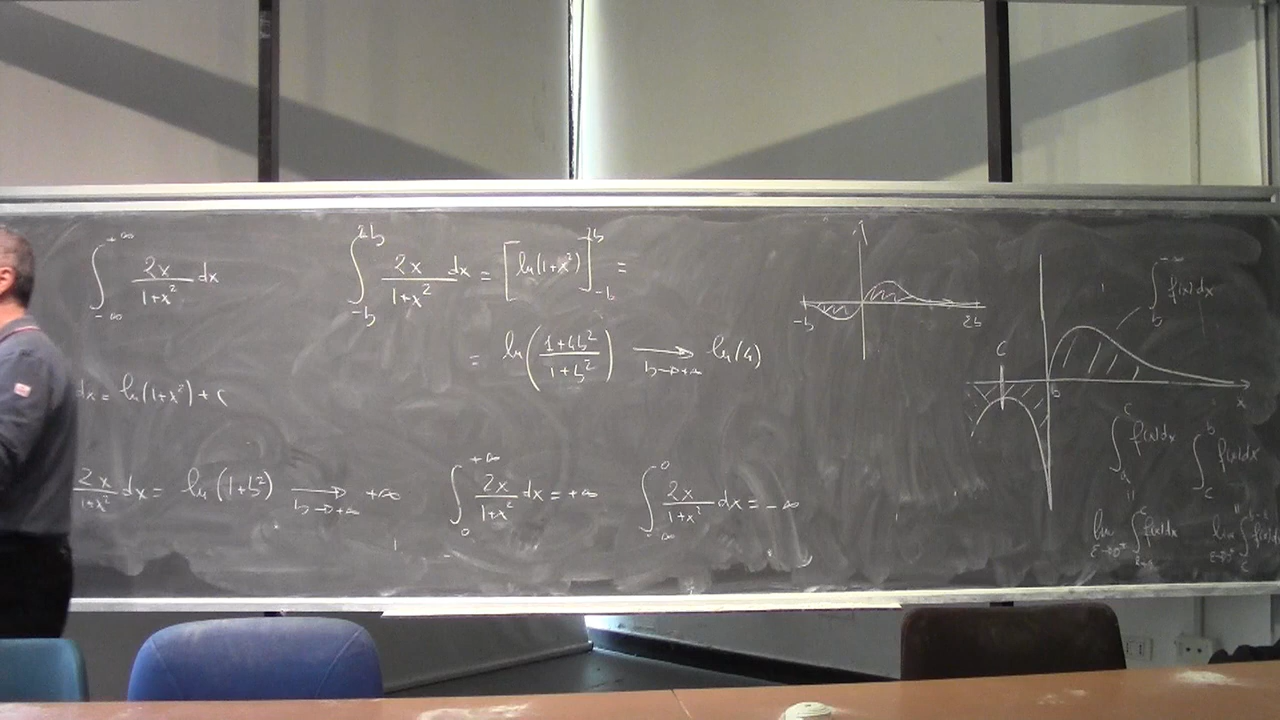 ∫_{-∞}^{+∞} 2x/(1+x²) dx
∫_{-b}^{2b} 2x/(1+x²) dx = [ln(1+x²)]_{-b}^{2b} =
= ln((1+4b²)/(1+b²)) →_{b→+∞} ln(4)
dx = ln(1+x²) + c
2x/(1+x²) dx = ln(1+b²) →_{b→+∞} +∞
∫_0^{+∞} 2x/(1+x²) dx = +∞
∫_{-∞}^0 2x/(1+x²) dx = -∞
-b 2b
∫_b^{+∞} f(x)dx
c
b x
∫_a^c f(x)dx ∫_c^b f(x)dx
lim_{ε→0⁺} ∫_{a+ε}^c f(x)dx lim_{ε→0⁺} ∫_c^{b-ε} f(x)dx